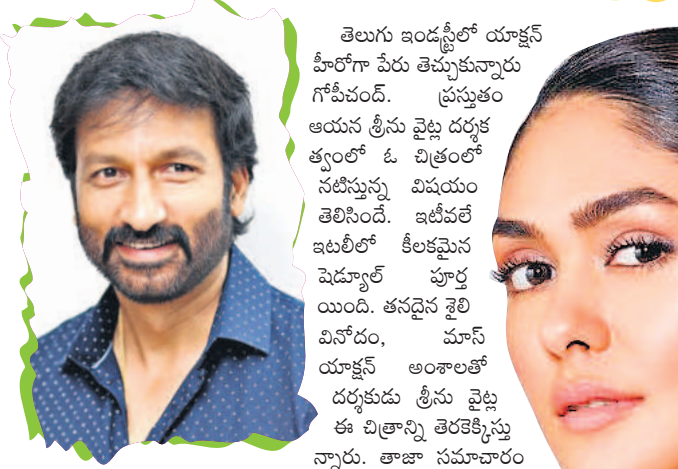 తెలుగు ఇండస్ట్రీలో యాక్షన్
హీరోగా పేరు తెచ్చుకున్నారు
గోపీచంద్. ప్రస్తుతం
ఆయన శ్రీను వైట్ల దర్శక
త్వంలో ఓ చిత్రంలో
నటిస్తున్న విషయం
తెలిసిందే. ఇటీవలే
ఇటలీలో కీలకమైన
షెడ్యూల్ పూర్త
యింది. తనదైన శైలి
వినోదం, మాస్
యాక్షన్ అంశాలతో
దర్శకుడు శ్రీను వైట్ల
ఈ చిత్రాన్ని తెరకెక్కిస్తు
న్నారు. తాజా సమాచారం